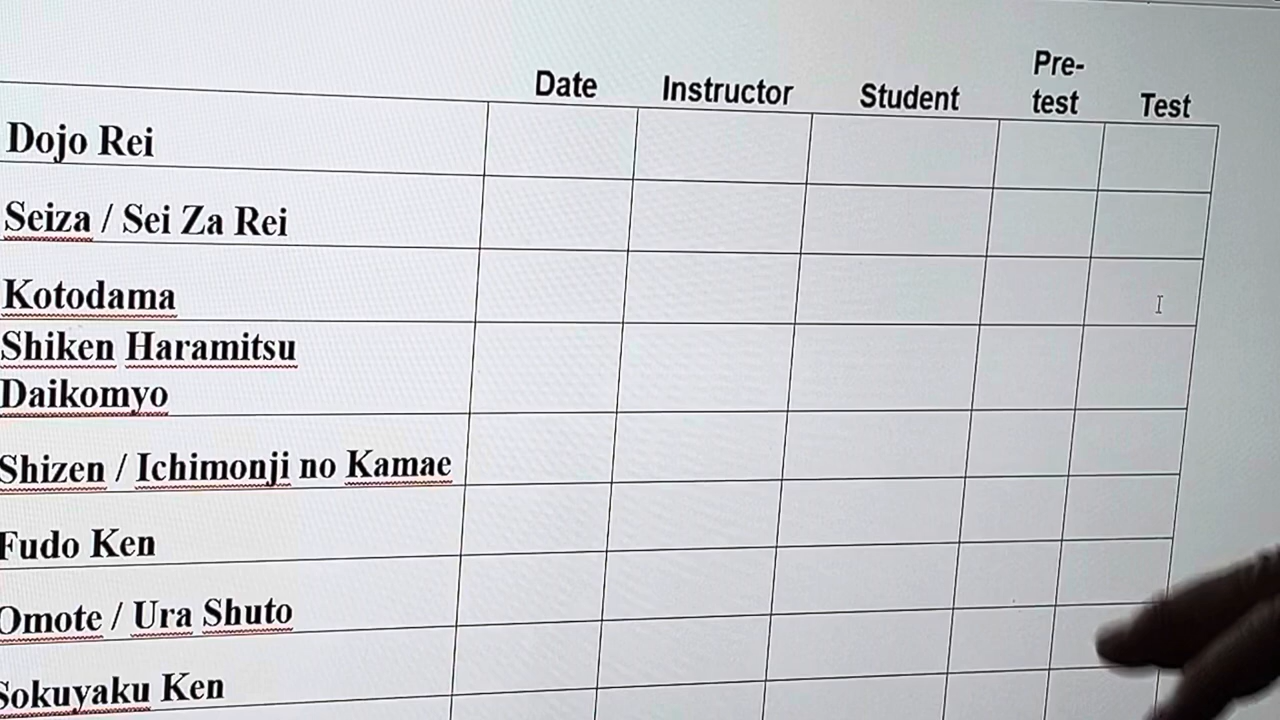 Date Instructor Student Pre-test Test
Dojo Rei
Seiza / Sei Za Rei
Kotodama
Shiken Haramitsu
Daikomyo
Shizen / Ichimonji no Kamae
Fudo Ken
Omote / Ura Shuto
Sokuyaku Ken